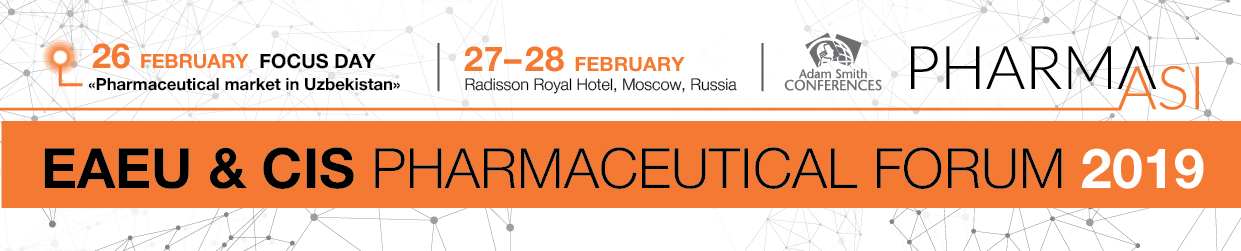 26 FEBRUARY FOCUS DAY
«Pharmaceutical market in Uzbekistan»
27–28 FEBRUARY
Radisson Royal Hotel, Moscow, Russia
Adam Smith
CONFERENCES
PHARMA
ASI
EAEU & CIS PHARMACEUTICAL FORUM 2019